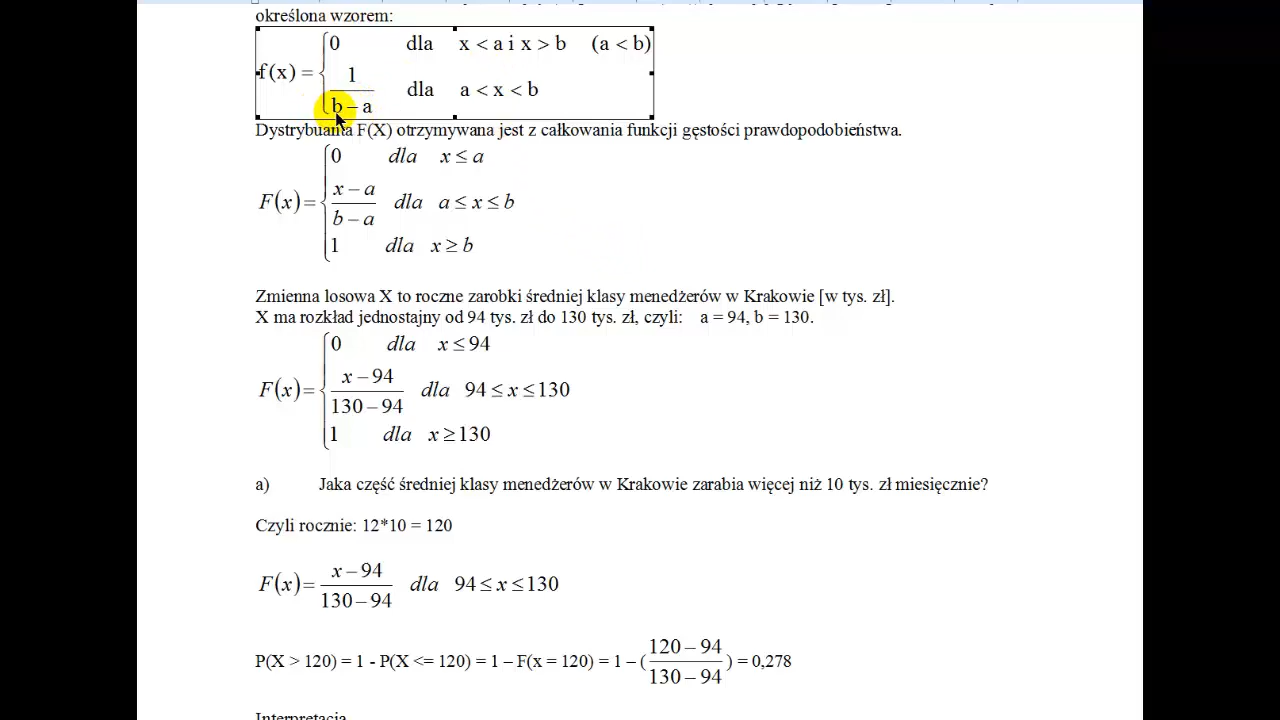 określona wzorem:
f(x) = { 0 dla x < a i x > b (a < b)
1/(b – a) dla a < x < b
Dystrybuanta F(X) otrzymywana jest z całkowania funkcji gęstości prawdopodobieństwa.
F(x) = { 0 dla x ≤ a
(x – a)/(b – a) dla a ≤ x ≤ b
1 dla x ≥ b
Zmienna losowa X to roczne zarobki średniej klasy menedżerów w Krakowie [w tys. zł].
X ma rozkład jednostajny od 94 tys. zł do 130 tys. zł, czyli: a = 94, b = 130.
F(x) = { 0 dla x ≤ 94
(x – 94)/(130 – 94) dla 94 ≤ x ≤ 130
1 dla x ≥ 130
a) Jaka część średniej klasy menedżerów w Krakowie zarabia więcej niż 10 tys. zł miesięcznie?
Czyli rocznie: 12*10 = 120
F(x) = (x – 94)/(130 – 94) dla 94 ≤ x ≤ 130
P(X > 120) = 1 - P(X <= 120) = 1 – F(x = 120) = 1 – ((120 – 94)/(130 – 94)) = 0,278
Interpretacja